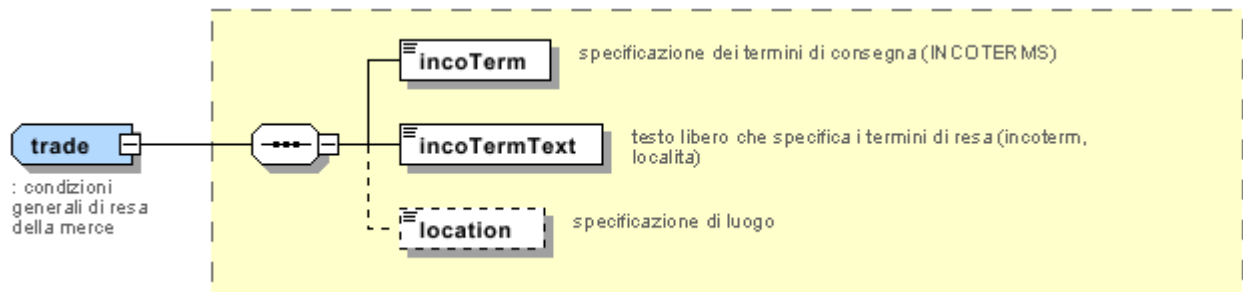 incoTerm
specificazione dei termini di consegna (INCOTERMS)
trade
: condizioni
generali di resa
della merce
incoTermText
testo libero che specifica i termini di resa (incoterm,
localita)
location
specificazione di luogo